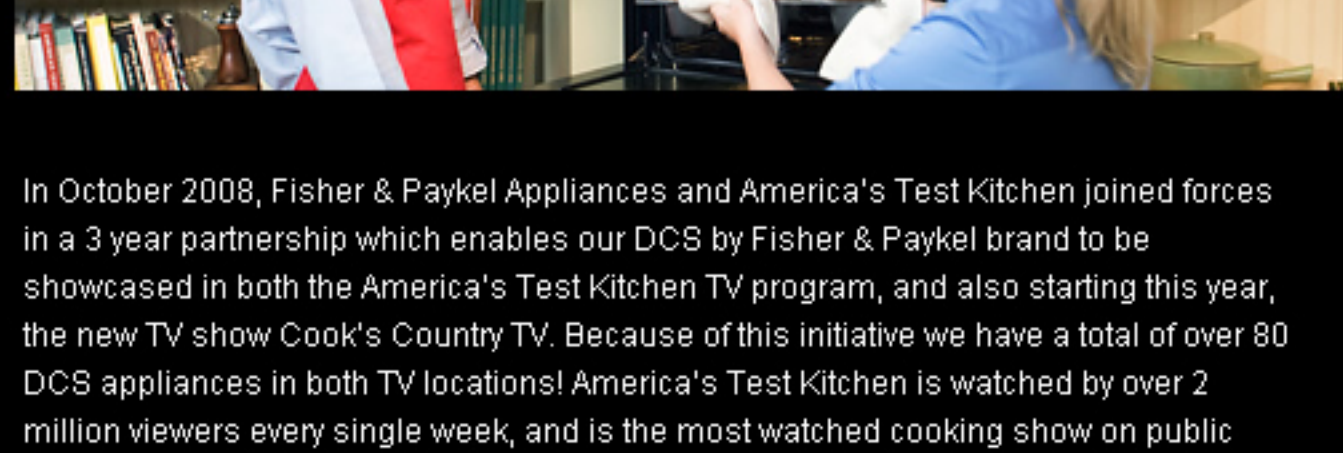 In October 2008, Fisher & Paykel Appliances and America's Test Kitchen joined forces
in a 3 year partnership which enables our DCS by Fisher & Paykel brand to be
showcased in both the America's Test Kitchen TV program, and also starting this year,
the new TV show Cook's Country TV. Because of this initiative we have a total of over 80
DCS appliances in both TV locations! America's Test Kitchen is watched by over 2
million viewers every single week, and is the most watched cooking show on public